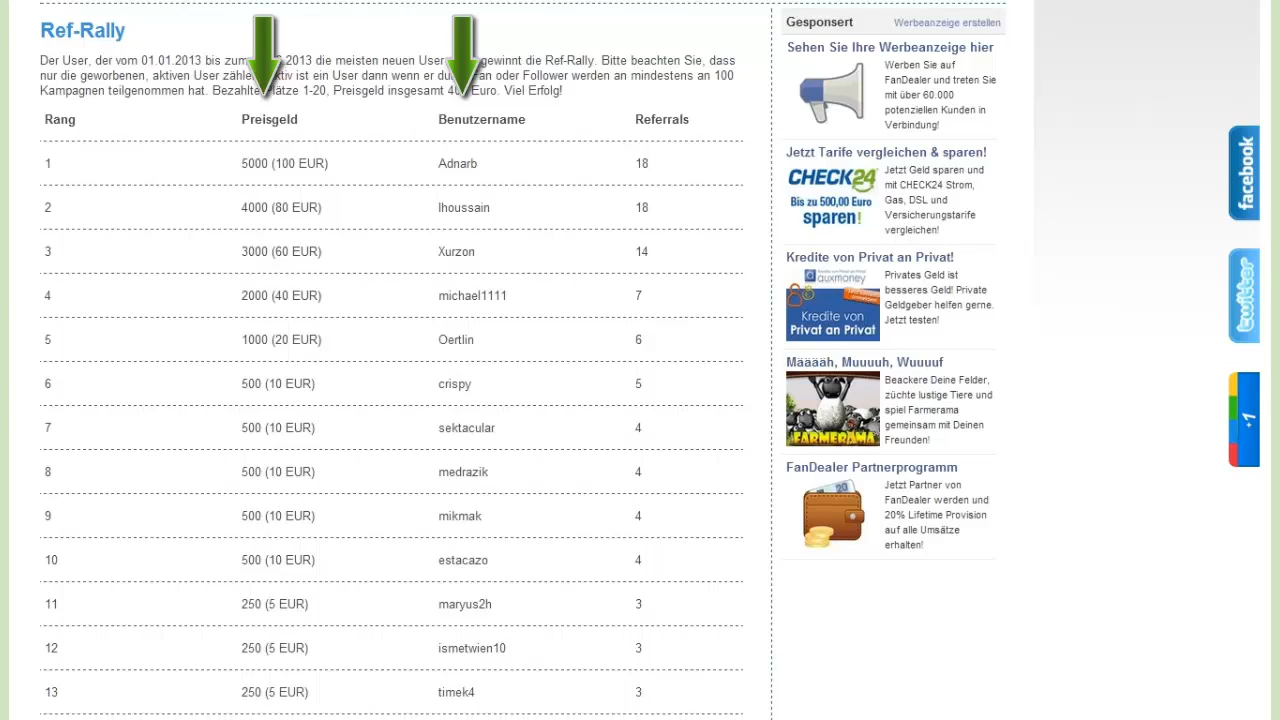 Ref-Rally
Der User, der vom 01.01.2013 bis zum .2013 die meisten neuen User gewinnt die Ref-Rally. Bitte beachten Sie, dass
nur die geworbenen, aktiven User ist ein User dann wenn er oder Follower werden an mindestens an 100
Kampagnen teilgenommen hat. 1-20, Preisgeld insgesamt Euro. Viel Erfolg!
Rang Preisgeld Benutzername Referrals
1 5000 (100 EUR) Adnarb 18
2 4000 (80 EUR) lhoussain 18
3 3000 (60 EUR) Xurzon 14
4 2000 (40 EUR) michael1111 7
5 1000 (20 EUR) Oertlin 6
6 500 (10 EUR) crispy 5
7 500 (10 EUR) sektacular 4
8 500 (10 EUR) medrazik 4
9 500 (10 EUR) mikmak 4
10 500 (10 EUR) estacazo 4
11 250 (5 EUR) maryus2h 3
12 250 (5 EUR) ismetwien10 3
13 250 (5 EUR) timek4 3
Gesponsert Werbeanzeige erstellen
Sehen Sie Ihre Werbeanzeige hier
Werben Sie auf
FanDealer und treten Sie
mit über 60.000
potenziellen Kunden in
Verbindung!
Jetzt Tarife vergleichen & sparen!
CHECK24
Bis zu 500,00 Euro
sparen!
Jetzt Geld sparen und
mit CHECK24 Strom,
Gas, DSL und
Versicherungstarife
vergleichen!
Kredite von Privat an Privat!
auxmoney
Kredite von
Privat an Privat
Privates Geld ist
besseres Geld! Private
Geldgeber helfen gerne.
Jetzt testen!
Määääh, Muuuuh, Wuuuuf
FARMERAMA
Beackere Deine Felder,
züchte lustige Tiere und
spiel Farmerama
gemeinsam mit Deinen
Freunden!
FanDealer Partnerprogramm
20
Jetzt Partner von
FanDealer werden und
20% Lifetime Provision
auf alle Umsätze
erhalten!
facebook
twitter
+1